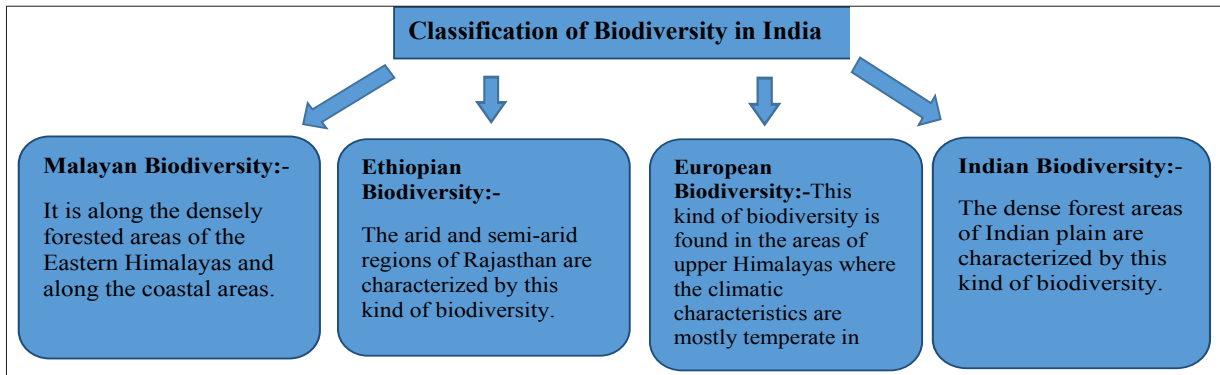 Classification of Biodiversity in India
Malayan Biodiversity:-
It is along the densely
forested areas of the
Eastern Himalayas and
along the coastal areas.
Ethiopian
Biodiversity:-
The arid and semi-arid
regions of Rajasthan are
characterized by this
kind of biodiversity.
European
Biodiversity:-This
kind of biodiversity is
found in the areas of
upper Himalayas where
the climatic
characteristics are
mostly temperate in
Indian Biodiversity:-
The dense forest areas
of Indian plain are
characterized by this
kind of biodiversity.